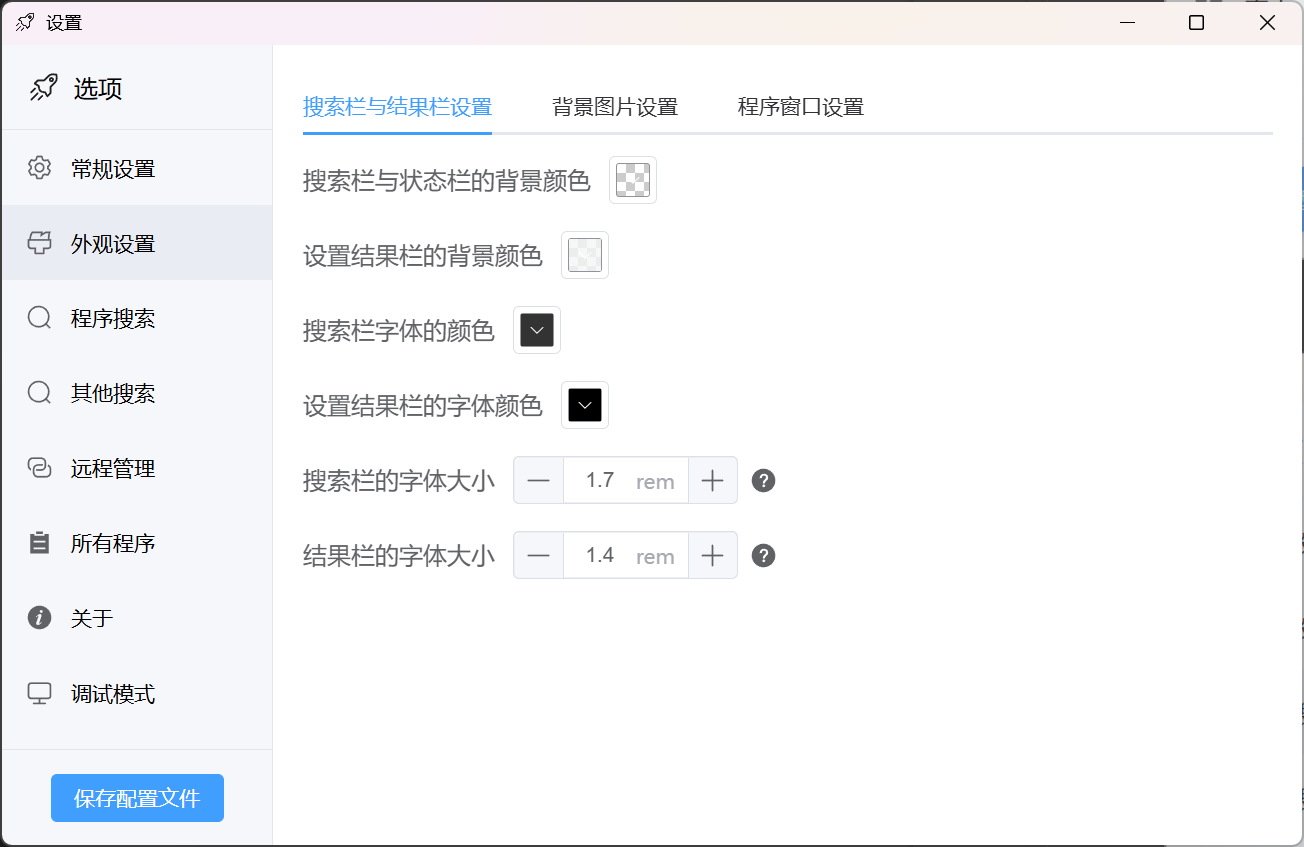 设置
选项
常规设置
外观设置
程序搜索
其他搜索
远程管理
所有程序
关于
调试模式
保存配置文件
搜索栏与结果栏设置 背景图片设置 程序窗口设置
搜索栏与状态栏的背景颜色
设置结果栏的背景颜色
搜索栏字体的颜色
设置结果栏的字体颜色
搜索栏的字体大小 1.7 rem
结果栏的字体大小 1.4 rem